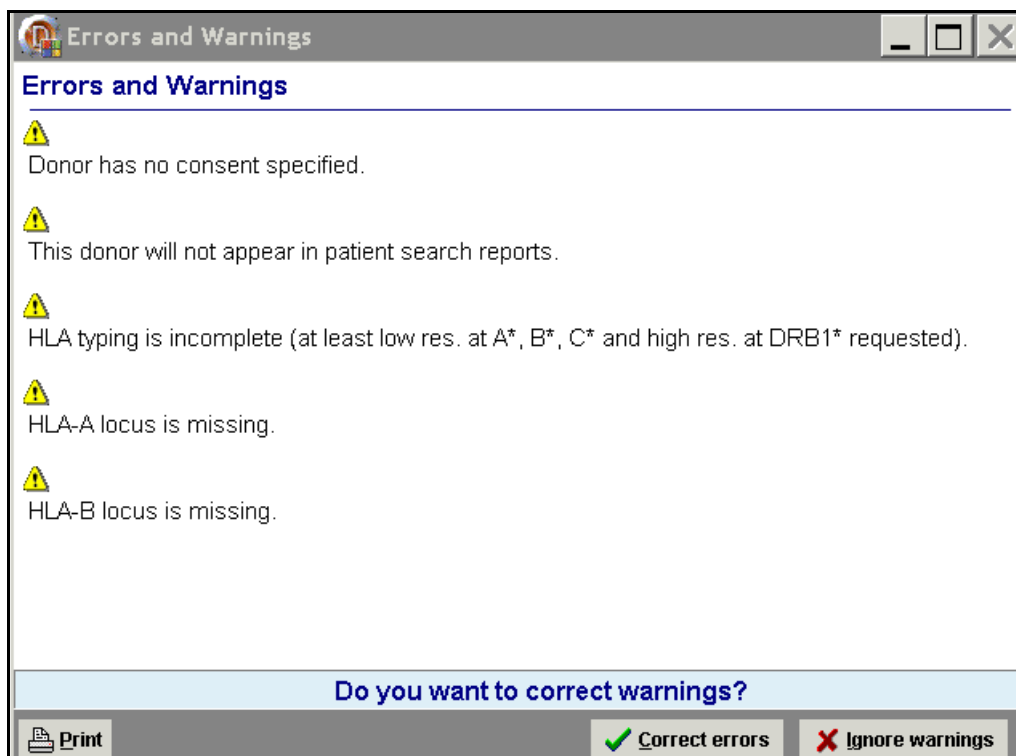 Errors and Warnings
Errors and Warnings
Donor has no consent specified.
This donor will not appear in patient search reports.
HLA typing is incomplete (at least low res. at A*, B*, C* and high res. at DRB1* requested).
HLA-A locus is missing.
HLA-B locus is missing.
Do you want to correct warnings?
Print
Correct errors
Ignore warnings